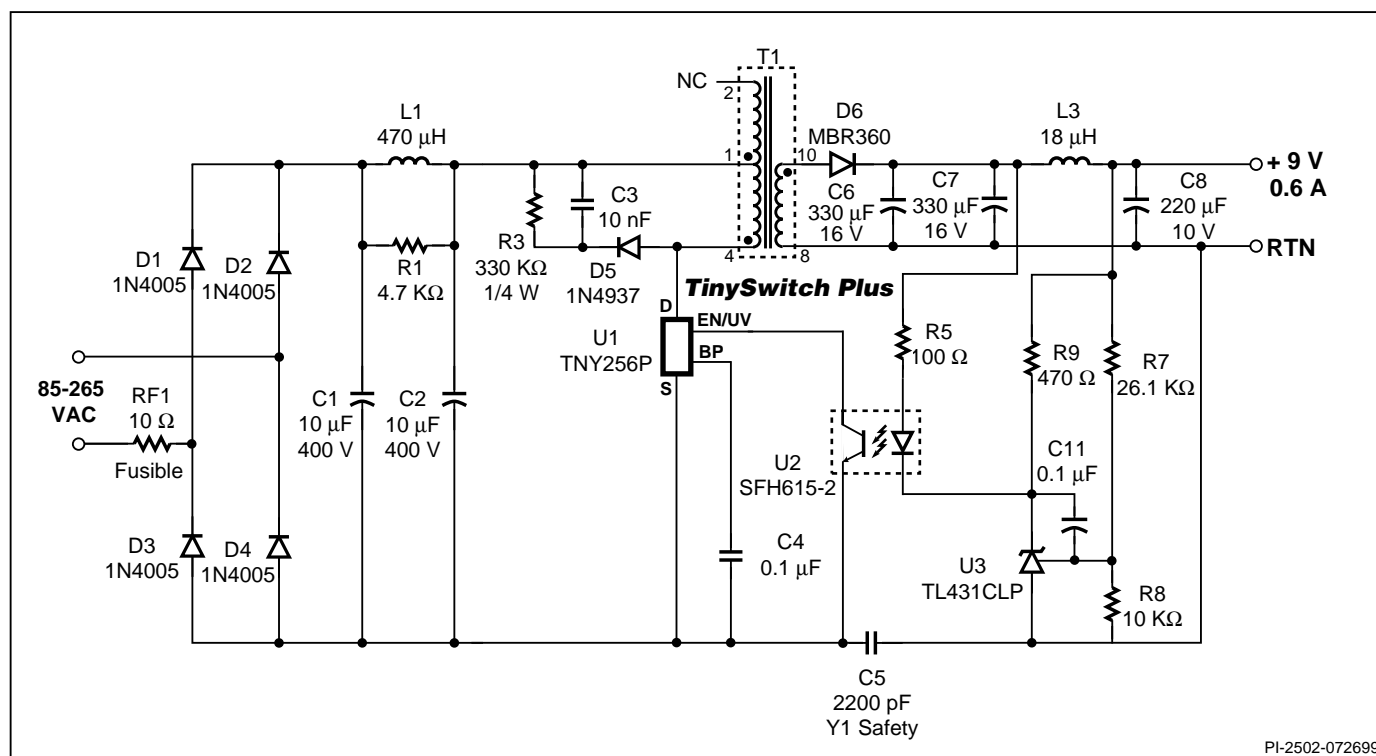 T1
NC
2
L1
470 µH
D6
MBR360
L3
18 µH
1
10
+ 9 V
0.6 A
C3
10 nF
C6
330 µF
16 V
C7
330 µF
16 V
C8
220 µF
10 V
RTN
4
8
R3
330 KΩ
1/4 W
D5
1N4937
TinySwitch Plus
D1
1N4005
D2
1N4005
R1
4.7 KΩ
D
EN/UV
BP
S
U1
TNY256P
R5
100 Ω
R9
470 Ω
R7
26.1 KΩ
85-265
VAC
RF1
10 Ω
Fusible
C1
10 µF
400 V
C2
10 µF
400 V
U2
SFH615-2
C11
0.1 µF
D3
1N4005
D4
1N4005
C4
0.1 µF
U3
TL431CLP
R8
10 KΩ
C5
2200 pF
Y1 Safety
PI-2502-072699